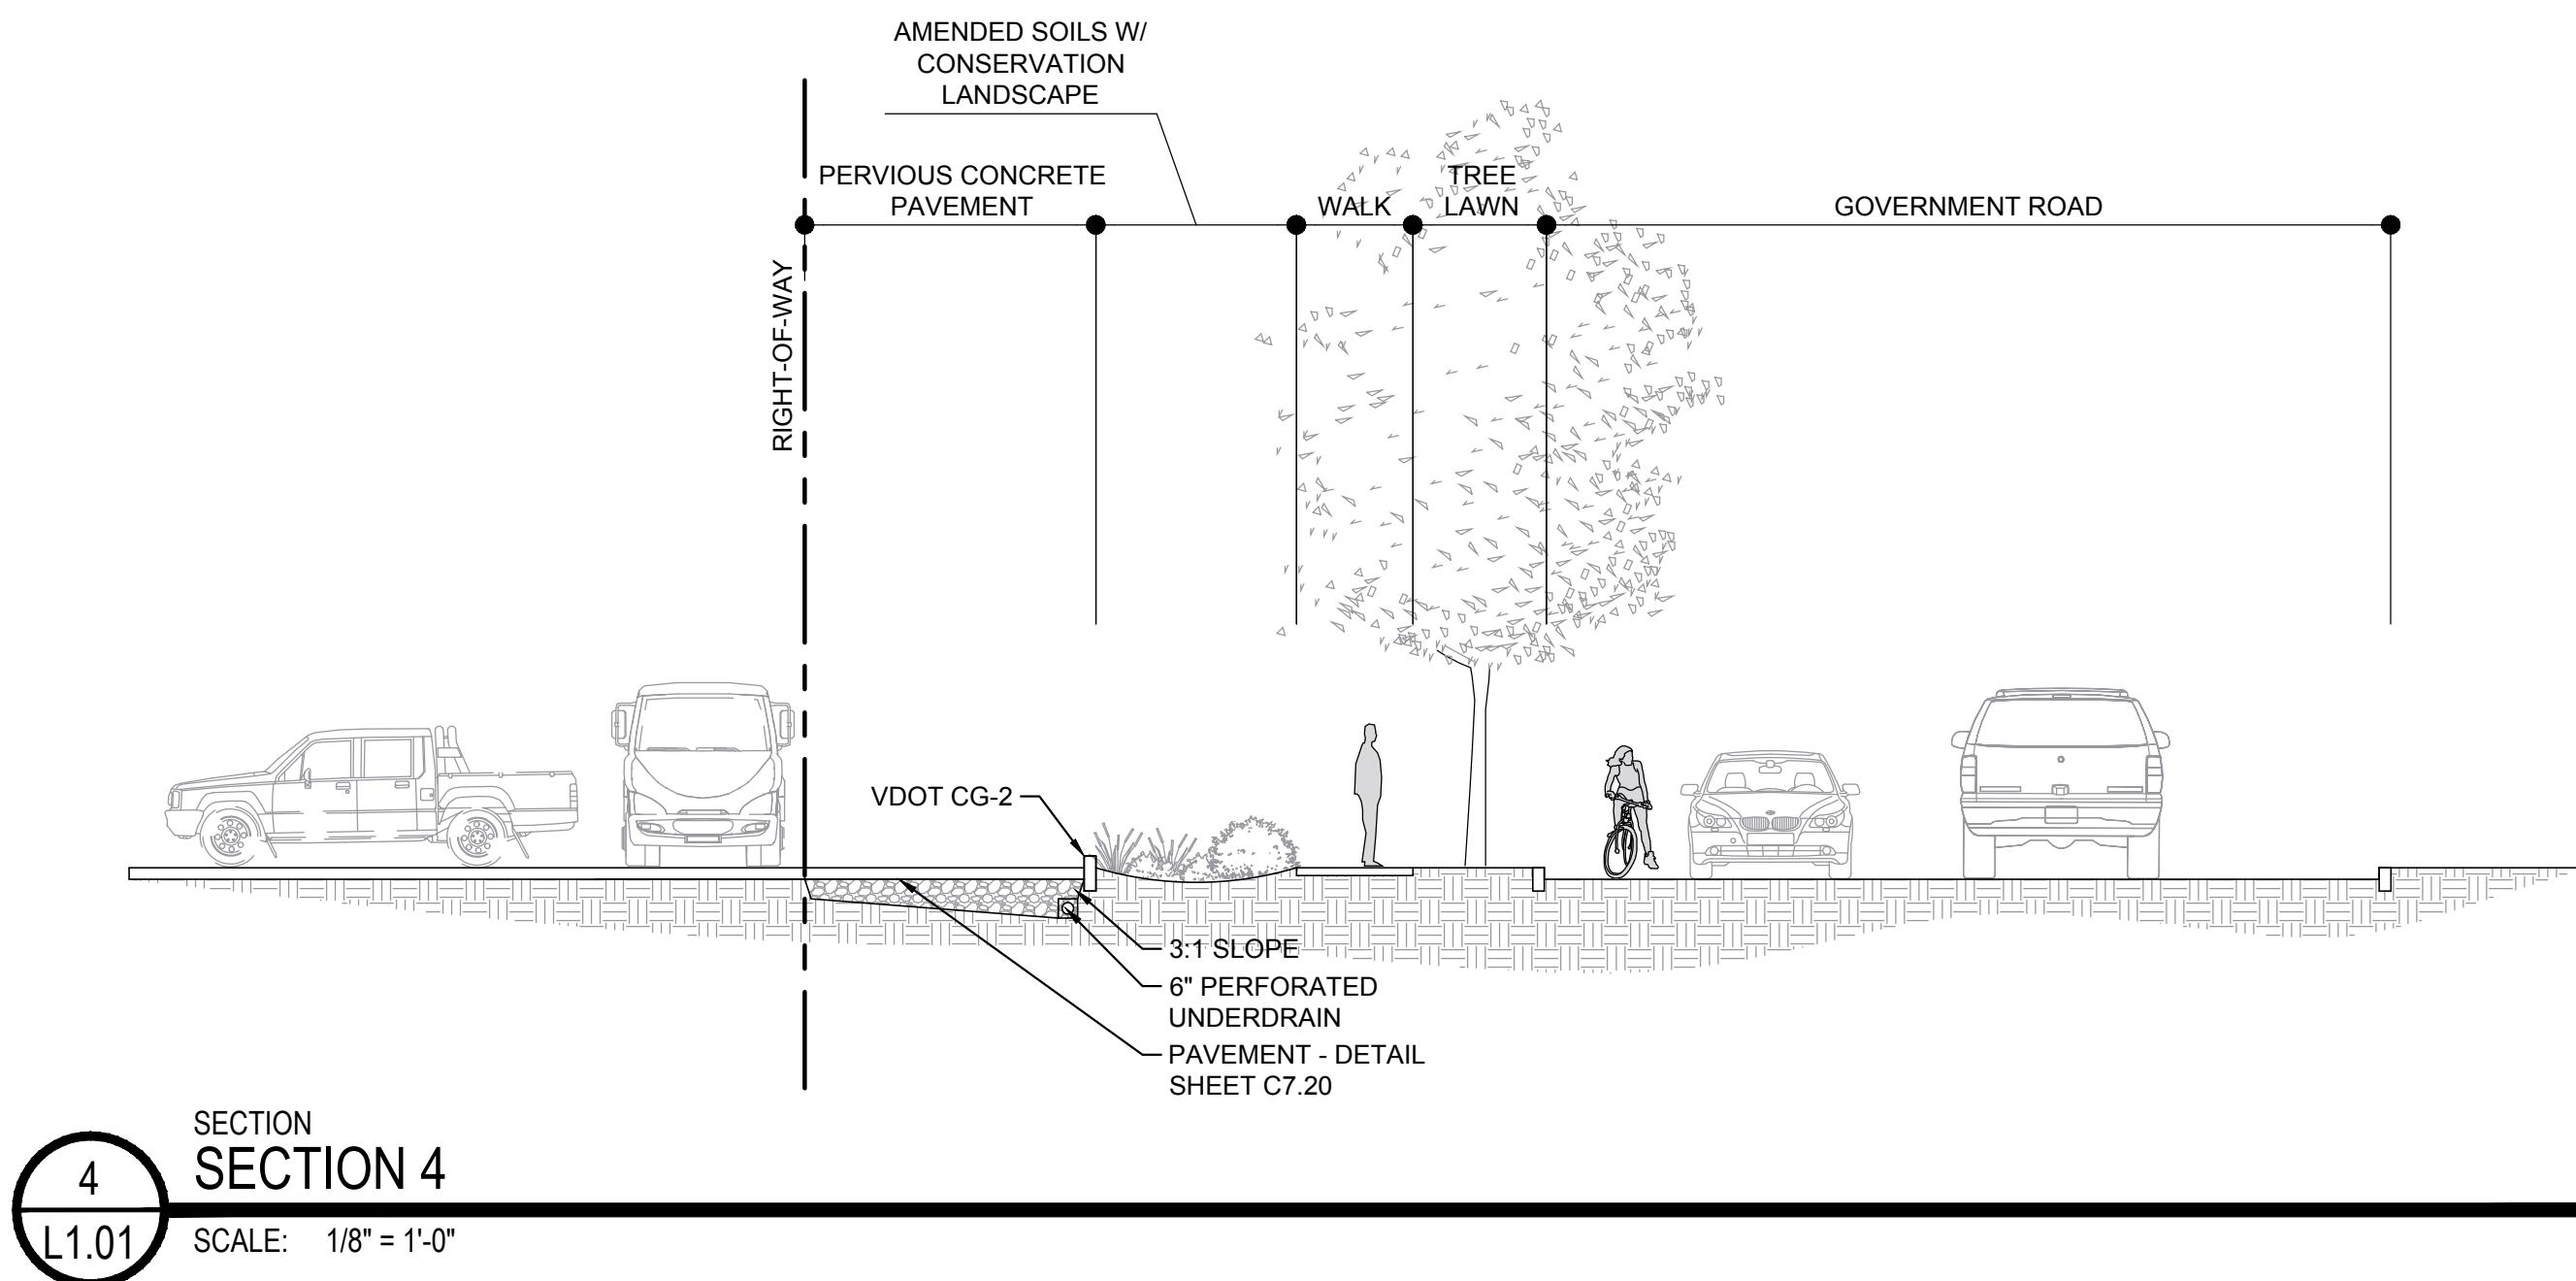 AMENDED SOILS W/
CONSERVATION
LANDSCAPE
PERVIOUS CONCRETE
PAVEMENT
WALK
TREE
LAWN
GOVERNMENT ROAD
RIGHT-OF-WAY
VDOT CG-2
3:1 SLOPE
6" PERFORATED
UNDERDRAIN
PAVEMENT - DETAIL
SHEET C7.20
4
L1.01
SECTION
SECTION 4
SCALE: 1/8" = 1'-0"